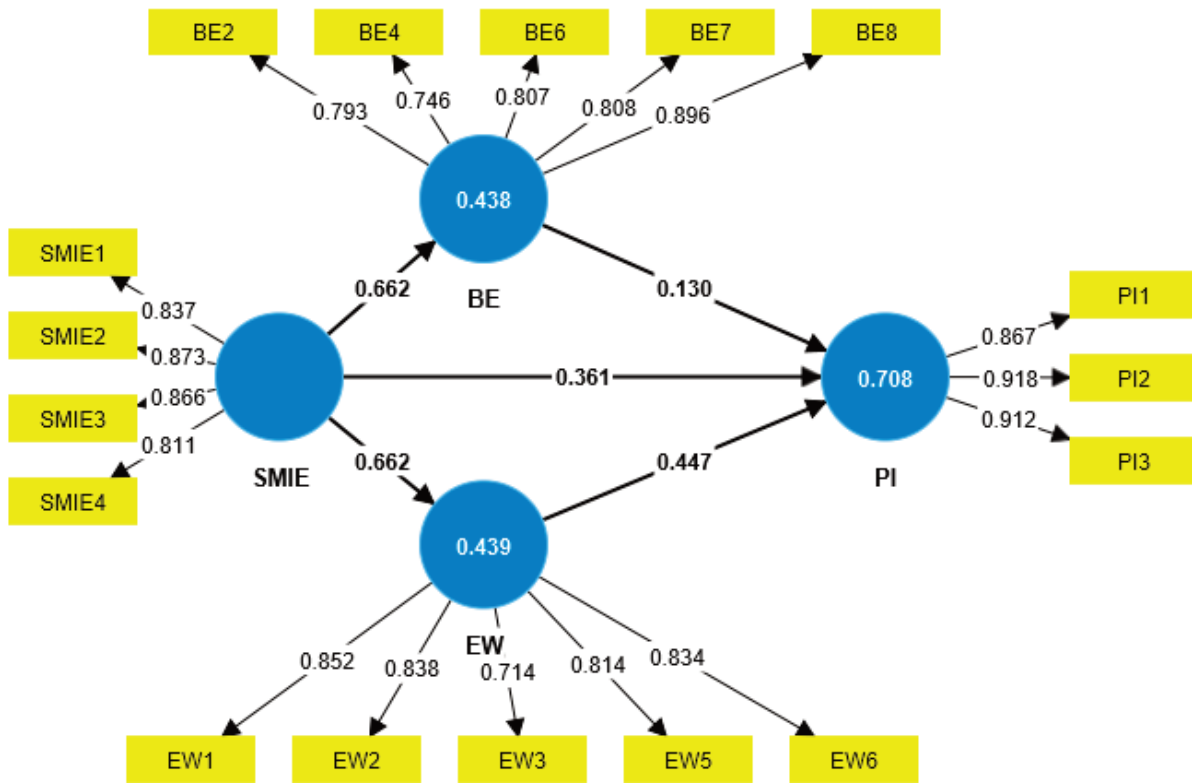 BE2 BE4 BE6 BE7 BE8
0.793 0.746 0.807 0.808 0.896
0.438
BE
SMIE1
SMIE2
SMIE3
SMIE4
0.837
0.873
0.866
0.811
SMIE
0.662
0.130
0.361
0.662
0.447
0.708
PI
0.867
0.918
0.912
PI1
PI2
PI3
0.439
EW
0.852 0.838 0.714 0.814 0.834
EW1 EW2 EW3 EW5 EW6